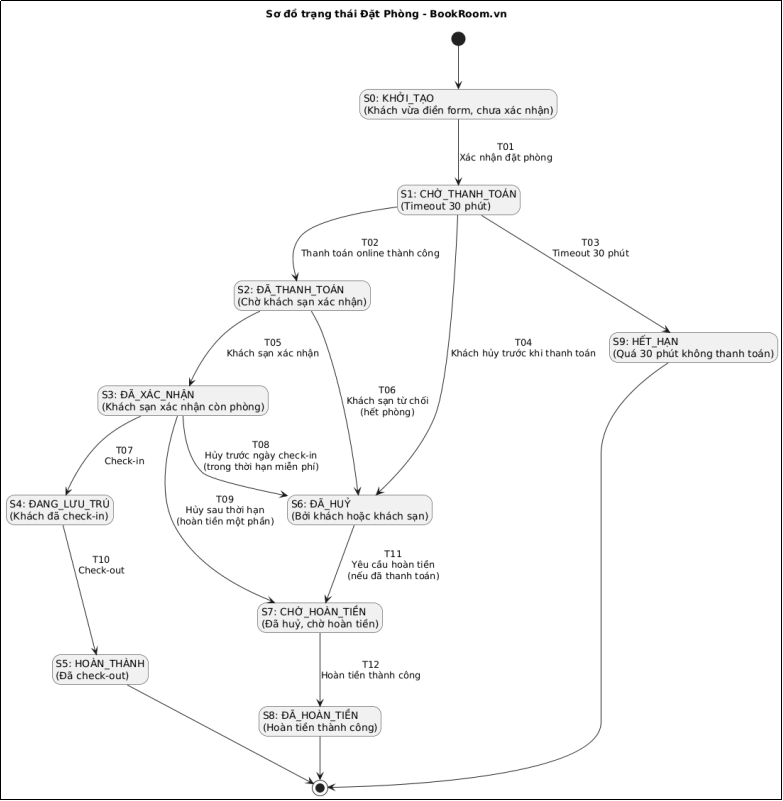 Sơ đồ trạng thái Đặt Phòng - BookRoom.vn
S0: KHỞI_TẠO
(Khách vừa điền form, chưa xác nhận)
T01
Xác nhận đặt phòng
S1: CHỜ_THANH_TOÁN
(Timeout 30 phút)
T02
Thanh toán online thành công
T03
Timeout 30 phút
S2: ĐÃ_THANH_TOÁN
(Chờ khách sạn xác nhận)
T05
Khách sạn xác nhận
T04
Khách hủy trước khi thanh toán
S9: HẾT_HẠN
(Quá 30 phút không thanh toán)
T06
Khách sạn từ chối
(hết phòng)
S3: ĐÃ_XÁC_NHẬN
(Khách sạn xác nhận còn phòng)
T07
Check-in
T08
Hủy trước ngày check-in
(trong thời hạn miễn phí)
T09
Hủy sau thời hạn
(hoàn tiền một phần)
S4: ĐANG_LƯU_TRÚ
(Khách đã check-in)
S6: ĐÃ_HUỶ
(Bởi khách hoặc khách sạn)
T10
Check-out
T11
Yêu cầu hoàn tiền
(nếu đã thanh toán)
S7: CHỜ_HOÀN_TIỀN
(Đã huỷ, chờ hoàn tiền)
S5: HOÀN_THÀNH
(Đã check-out)
T12
Hoàn tiền thành công
S8: ĐÃ_HOÀN_TIỀN
(Hoàn tiền thành công)